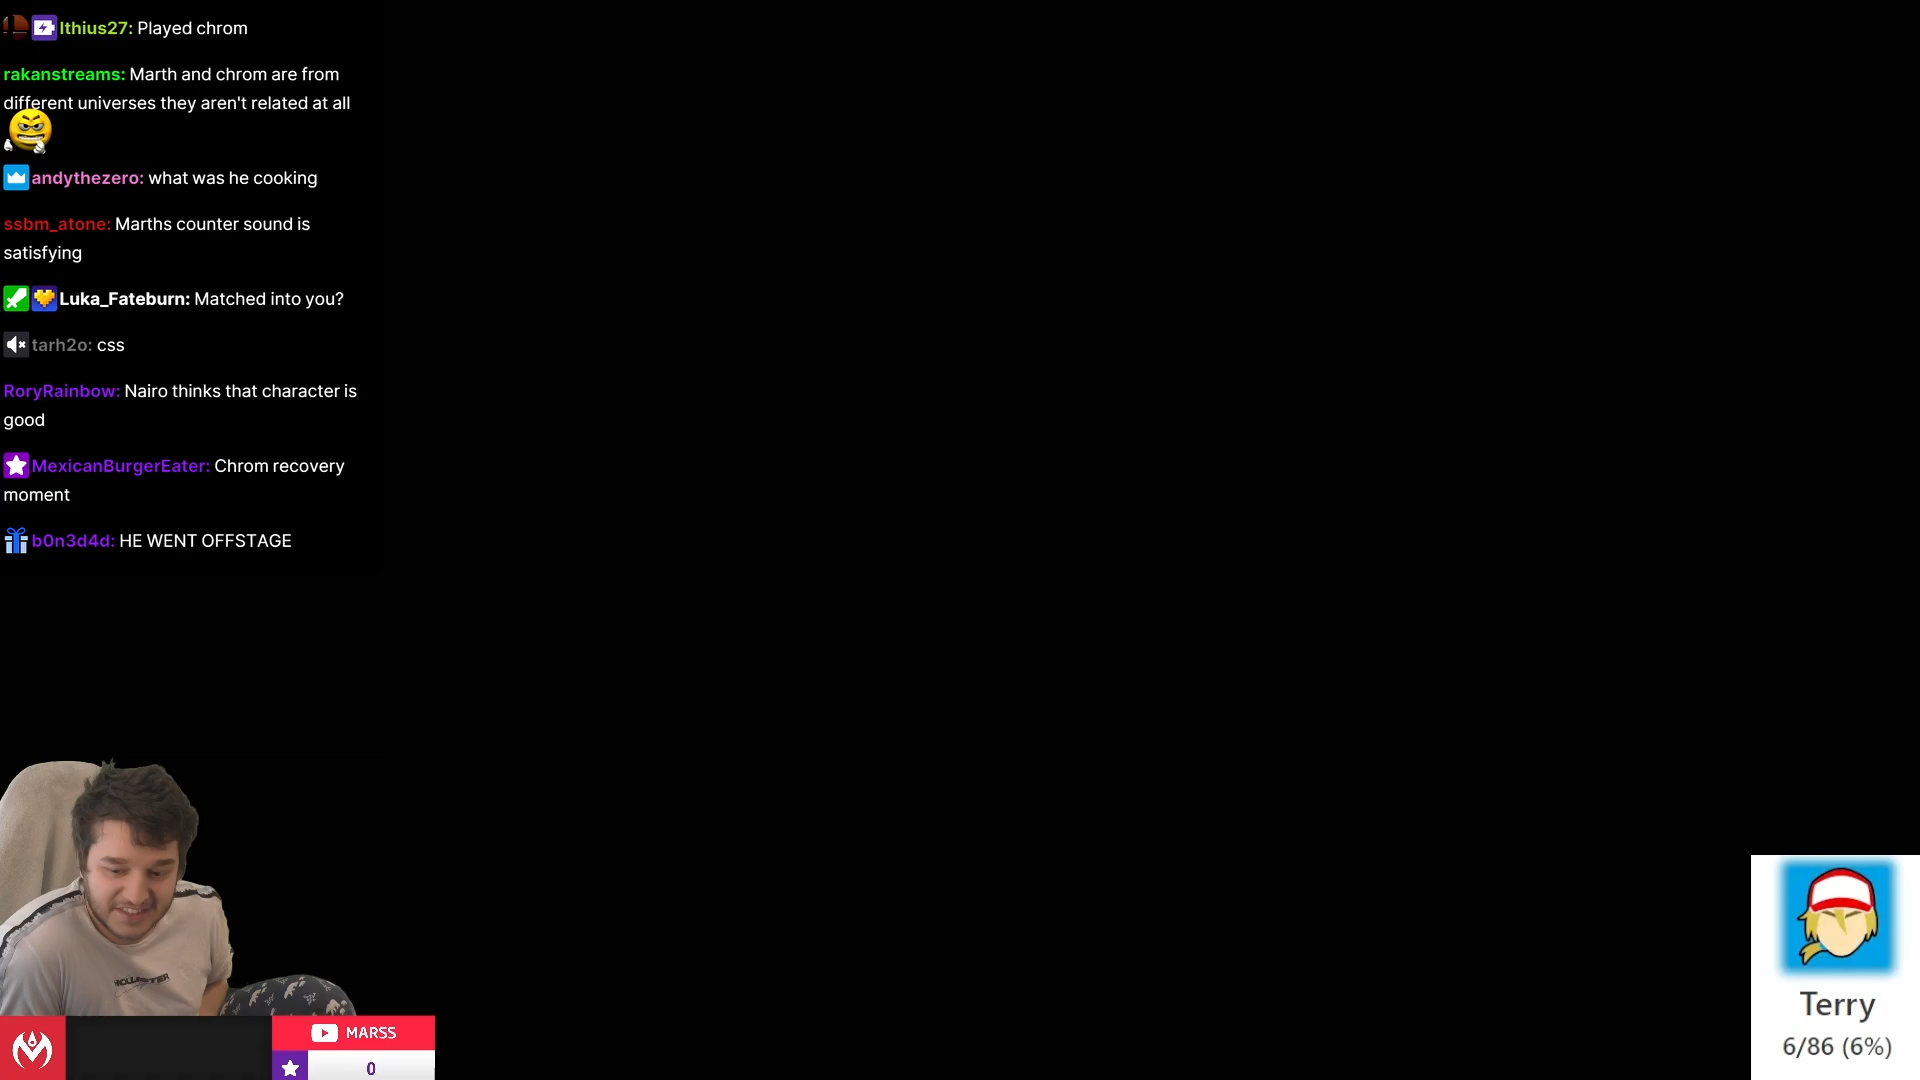 lthius27: Played chrom
rakanstreams: Marth and chrom are from
different universes they aren't related at all
andythezero: what was he cooking
ssbm_atone: Marths counter sound is
satisfying
Luka_Fateburn: Matched into you?
tarh2o: css
RoryRainbow: Nairo thinks that character is
good
MexicanBurgerEater: Chrom recovery
moment
b0n3d4d: HE WENT OFFSTAGE
HOLLISTER
MARSS
0
Terry
6/86 (6%)